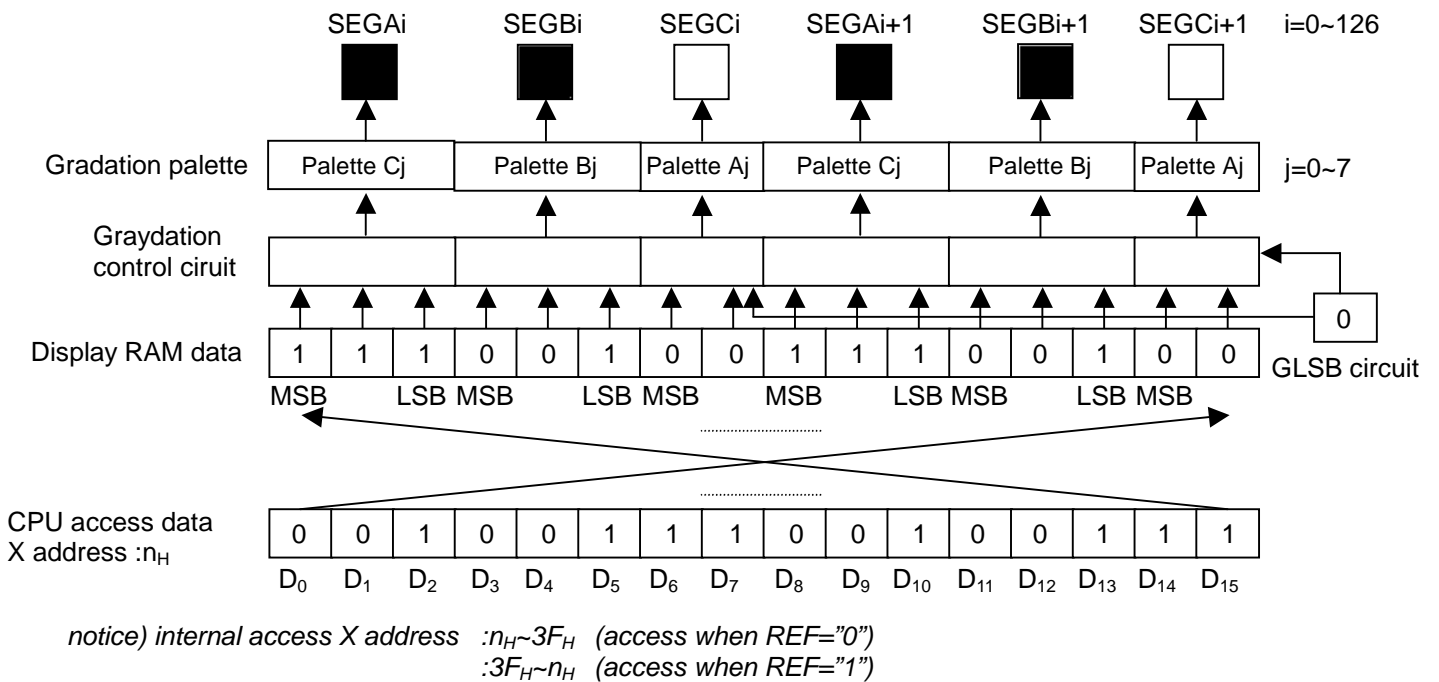 SEGAi SEGBi SEGCi SEGAi+1 SEGBi+1 SEGCi+1 i=0~126
Gradation palette Palette Cj Palette Bj Palette Aj Palette Cj Palette Bj Palette Aj j=0~7
Graydation
control ciruit
0
Display RAM data 1 1 1 0 0 1 0 0 1 1 1 0 0 1 0 0
GLSB circuit
MSB LSB MSB LSB MSB MSB LSB MSB LSB MSB
CPU access data
X address :nH
0 0 1 0 0 1 1 1 0 0 1 0 0 1 1 1
D0 D1 D2 D3 D4 D5 D6 D7 D8 D9 D10 D11 D12 D13 D14 D15
notice) internal access X address :nH~3FH (access when REF="0")
:3FH~nH (access when REF="1")